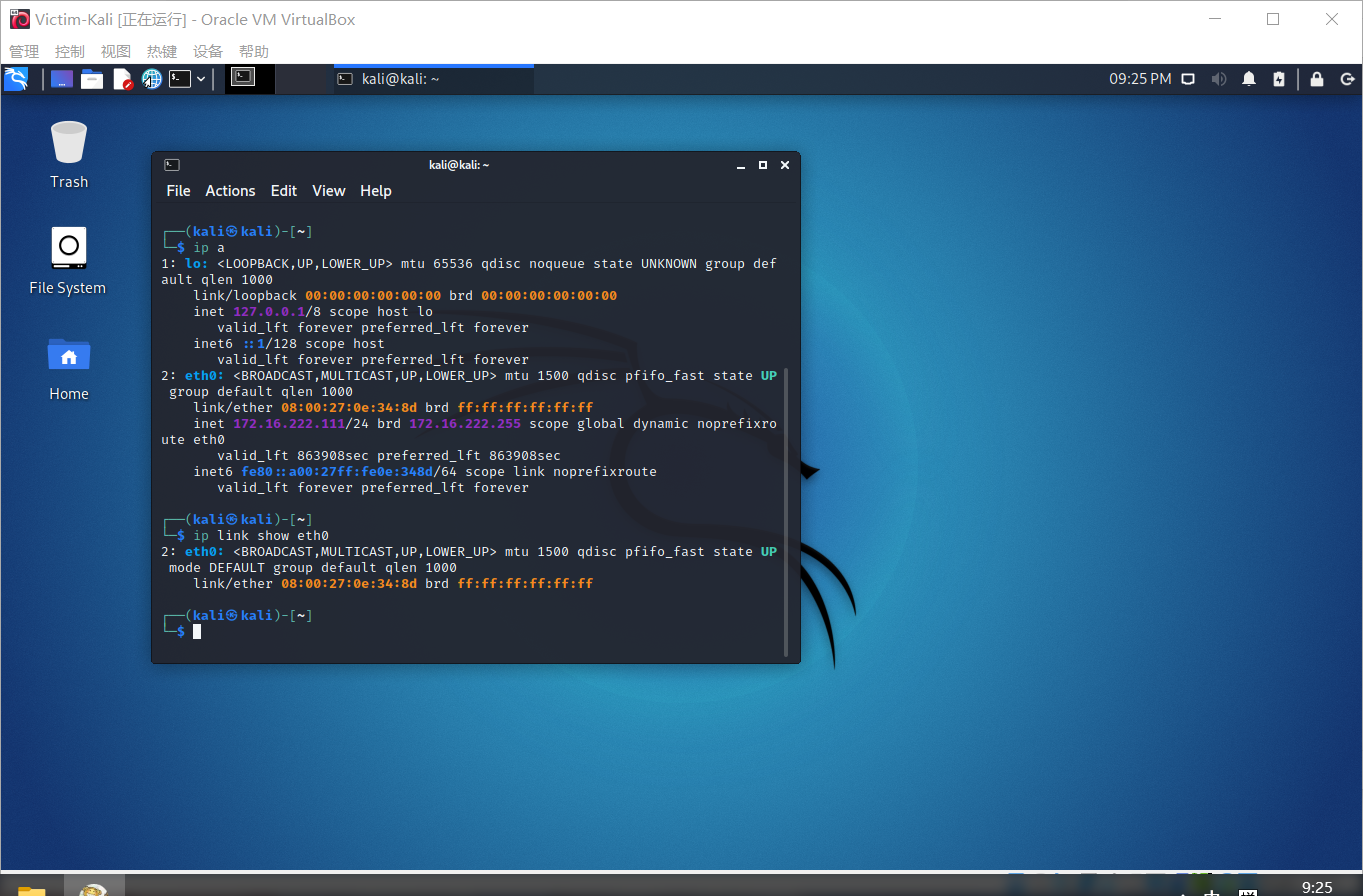 Victim-Kali [正在运行] - Oracle VM VirtualBox
管理 控制 视图 热键 设备 帮助
kali@kali: ~
09:25 PM
Trash
File System
Home
kali@kali: ~
File Actions Edit View Help
┌──(kali㉿kali)-[~]
└─$ ip a
1: lo: <LOOPBACK,UP,LOWER_UP> mtu 65536 qdisc noqueue state UNKNOWN group def
ault qlen 1000
link/loopback 00:00:00:00:00:00 brd 00:00:00:00:00:00
inet 127.0.0.1/8 scope host lo
valid_lft forever preferred_lft forever
inet6 ::1/128 scope host
valid_lft forever preferred_lft forever
2: eth0: <BROADCAST,MULTICAST,UP,LOWER_UP> mtu 1500 qdisc pfifo_fast state UP
group default qlen 1000
link/ether 08:00:27:0e:34:8d brd ff:ff:ff:ff:ff:ff
inet 172.16.222.111/24 brd 172.16.222.255 scope global dynamic noprefixro
ute eth0
valid_lft 863908sec preferred_lft 863908sec
inet6 fe80::a00:27ff:fe0e:348d/64 scope link noprefixroute
valid_lft forever preferred_lft forever
┌──(kali㉿kali)-[~]
└─$ ip link show eth0
2: eth0: <BROADCAST,MULTICAST,UP,LOWER_UP> mtu 1500 qdisc pfifo_fast state UP
mode DEFAULT group default qlen 1000
link/ether 08:00:27:0e:34:8d brd ff:ff:ff:ff:ff:ff
┌──(kali㉿kali)-[~]
└─$
9:25